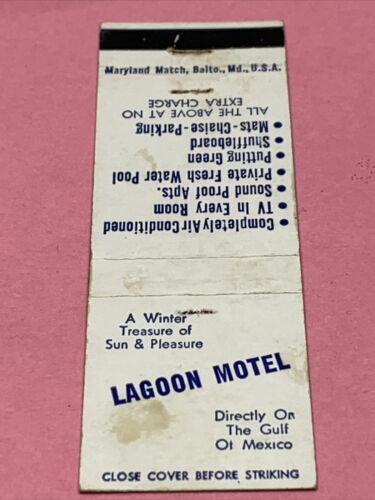 Maryland Match, Balto., Md., U.S.A.
• Completely Air Conditioned
• TV In Every Room
• Sound Proof Apts.
• Private Fresh Water Pool
• Putting Green
• Shuffleboard
• Mats-Chaise-Parking
ALL THE ABOVE AT NO
EXTRA CHARGE
A Winter
Treasure of
Sun & Pleasure
LAGOON MOTEL
Directly On
The Gulf
Of Mexico
CLOSE COVER BEFORE STRIKING